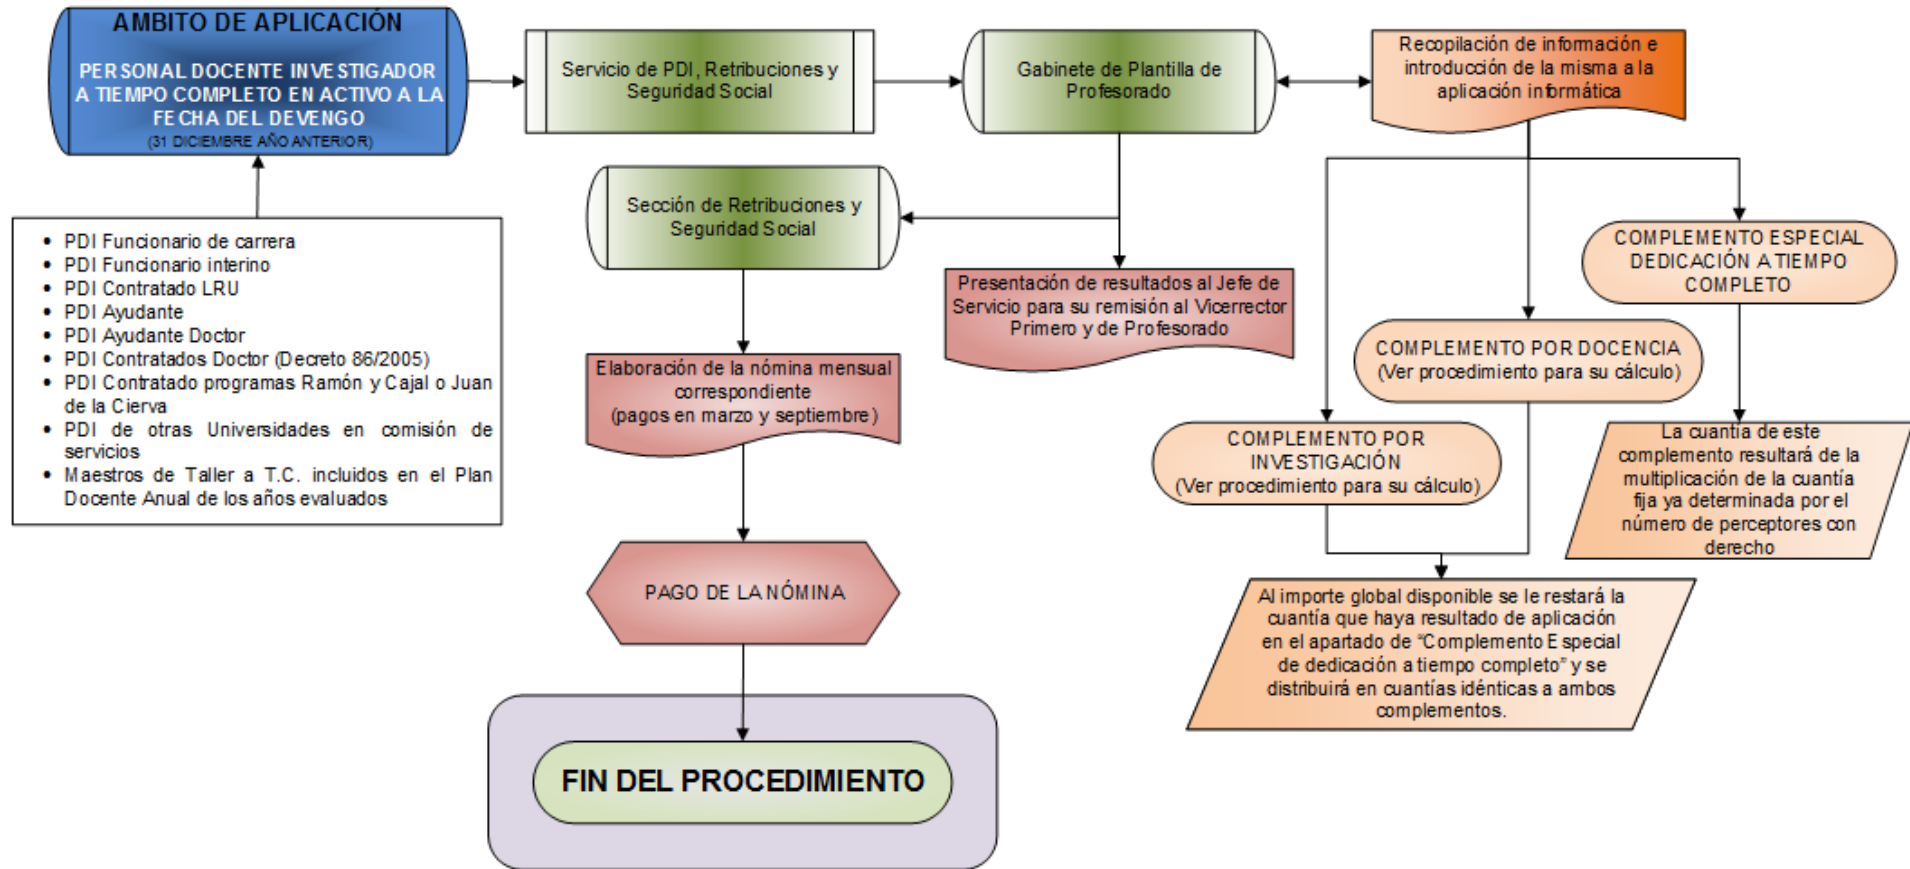 AMBITO DE APLICACIÓN
PERSONAL DOCENTE INVESTIGADOR
A TIEMPO COMPLETO EN ACTIVO A LA
FECHA DEL DEVENGO
(31 DICIEMBRE AÑO ANTERIOR)
Servicio de PDI, Retribuciones y
Seguridad Social
Gabinete de Plantilla de
Profesorado
Recopilación de información e
introducción de la misma a la
aplicación informática
Sección de Retribuciones y
Seguridad Social
• PDI Funcionario de carrera
• PDI Funcionario interino
• PDI Contratado LRU
• PDI Ayudante
• PDI Ayudante Doctor
• PDI Contratados Doctor (Decreto 86/2005)
• PDI Contratado programas Ramón y Cajal o Juan
de la Cierva
• PDI de otras Universidades en comisión de
servicios
• Maestros de Taller a T.C. incluidos en el Plan
Docente Anual de los años evaluados
Presentación de resultados al Jefe de
Servicio para su remisión al Vicerrector
Primero y de Profesorado
COMPLEMENTO ESPECIAL
DEDICACIÓN A TIEMPO
COMPLETO
COMPLEMENTO POR DOCENCIA
(Ver procedimiento para su cálculo)
Elaboración de la nómina mensual
correspondiente
(pagos en marzo y septiembre)
COMPLEMENTO POR
INVESTIGACIÓN
(Ver procedimiento para su cálculo)
La cuantía de este
complemento resultará de la
multiplicación de la cuantía
fija ya determinada por el
número de perceptores con
derecho
PAGO DE LA NÓMINA
Al importe global disponible se le restará la
cuantía que haya resultado de aplicación
en el apartado de “Complemento Especial
de dedicación a tiempo completo” y se
distribuirá en cuantías idénticas a ambos
complementos.
FIN DEL PROCEDIMIENTO